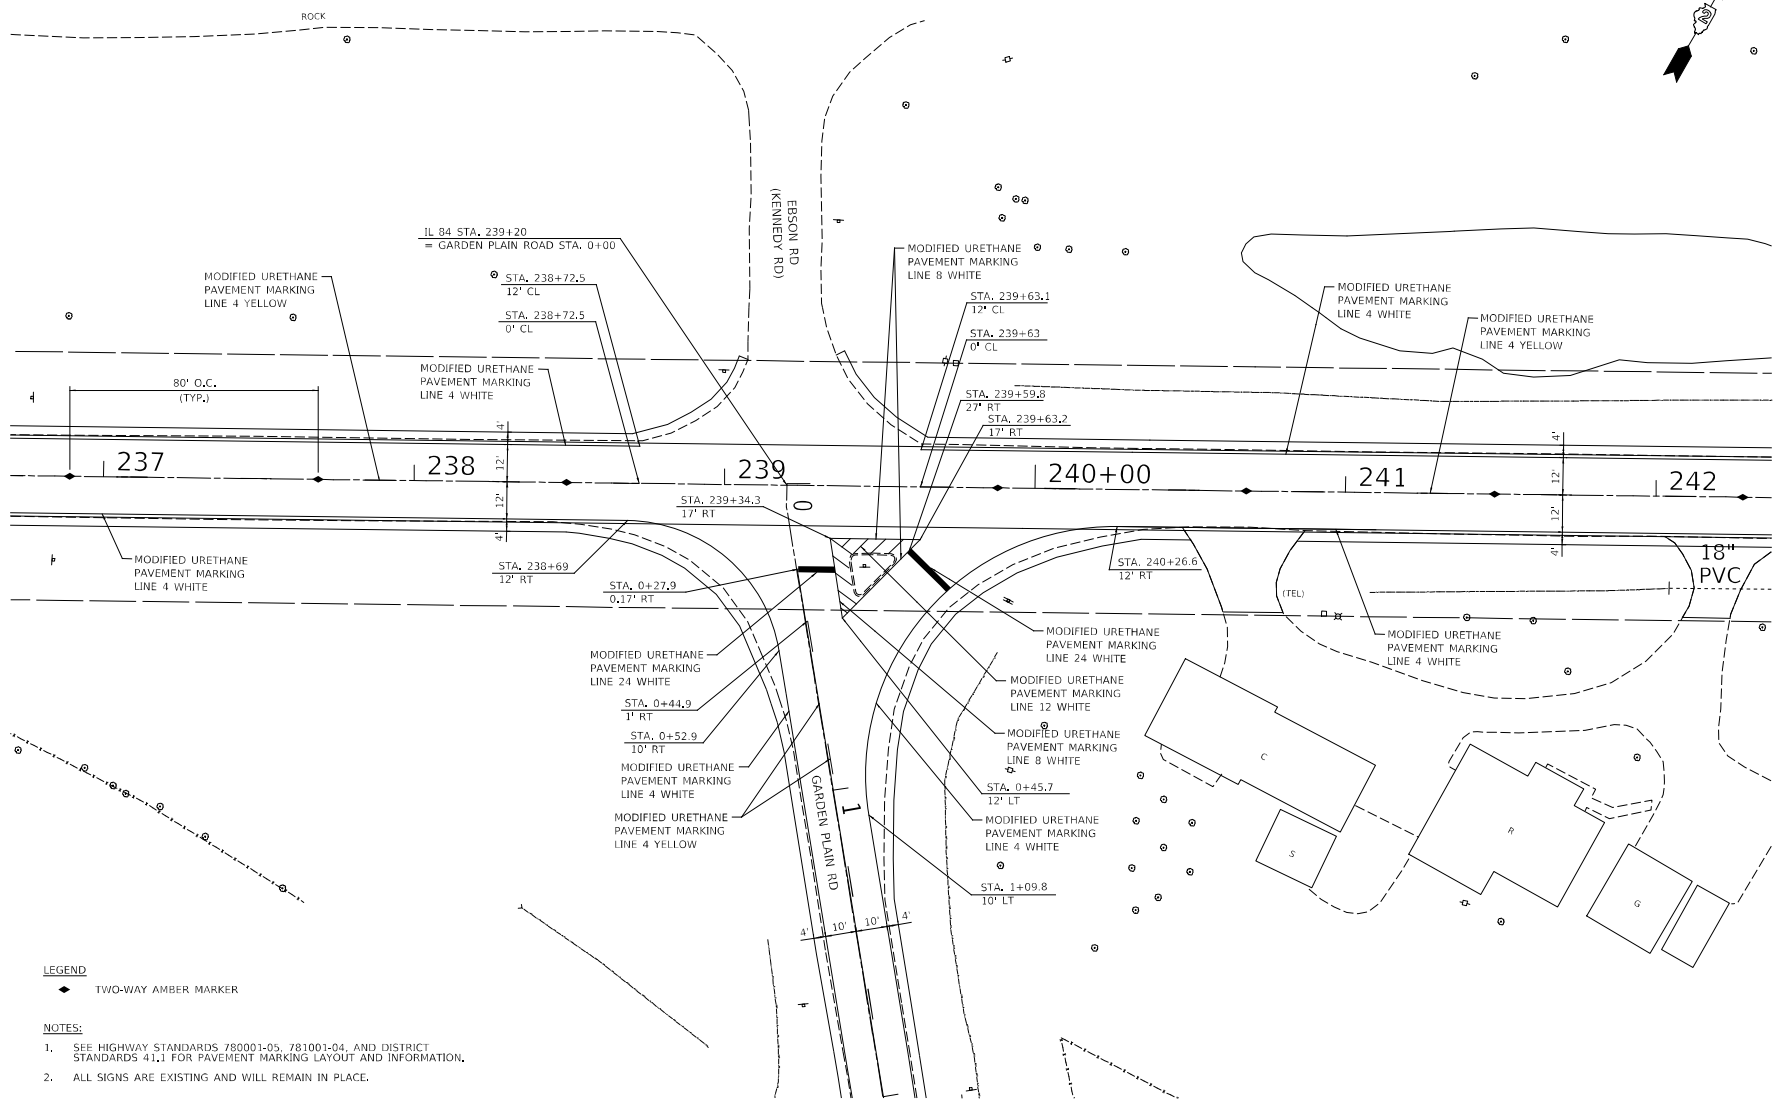 ROCK
2
EBSON RD
(KENNEDY RD)
IL 84 STA. 239+20
= GARDEN PLAIN ROAD STA. 0+00
MODIFIED URETHANE
PAVEMENT MARKING
LINE 4 YELLOW
STA. 238+72.5
12' CL
STA. 238+72.5
0' CL
MODIFIED URETHANE
PAVEMENT MARKING
LINE 8 WHITE
STA. 239+63.1
12' CL
STA. 239+63
0' CL
MODIFIED URETHANE
PAVEMENT MARKING
LINE 4 WHITE
MODIFIED URETHANE
PAVEMENT MARKING
LINE 4 YELLOW
80' O.C.
(TYP.)
MODIFIED URETHANE
PAVEMENT MARKING
LINE 4 WHITE
STA. 239+59.8
27' RT
STA. 239+63.2
17' RT
4'
12'
12'
4'
4'
12'
12'
4'
237
238
239
240+00
241
242
0
STA. 239+34.3
17' RT
MODIFIED URETHANE
PAVEMENT MARKING
LINE 4 WHITE
STA. 238+69
12' RT
STA. 0+27.9
0.17' RT
STA. 240+26.6
12' RT
18"
PVC
(TEL)
MODIFIED URETHANE
PAVEMENT MARKING
LINE 24 WHITE
MODIFIED URETHANE
PAVEMENT MARKING
LINE 24 WHITE
MODIFIED URETHANE
PAVEMENT MARKING
LINE 4 WHITE
STA. 0+44.9
1' RT
MODIFIED URETHANE
PAVEMENT MARKING
LINE 12 WHITE
STA. 0+52.9
10' RT
MODIFIED URETHANE
PAVEMENT MARKING
LINE 8 WHITE
MODIFIED URETHANE
PAVEMENT MARKING
LINE 4 WHITE
STA. 0+45.7
12' LT
MODIFIED URETHANE
PAVEMENT MARKING
LINE 4 YELLOW
MODIFIED URETHANE
PAVEMENT MARKING
LINE 4 WHITE
GARDEN PLAIN RD
1
STA. 1+09.8
10' LT
4'
10'
10'
4'
C
S
R
G
LEGEND
TWO-WAY AMBER MARKER
NOTES:
1. SEE HIGHWAY STANDARDS 780001-05, 781001-04, AND DISTRICT
STANDARDS 41.1 FOR PAVEMENT MARKING LAYOUT AND INFORMATION.
2. ALL SIGNS ARE EXISTING AND WILL REMAIN IN PLACE.